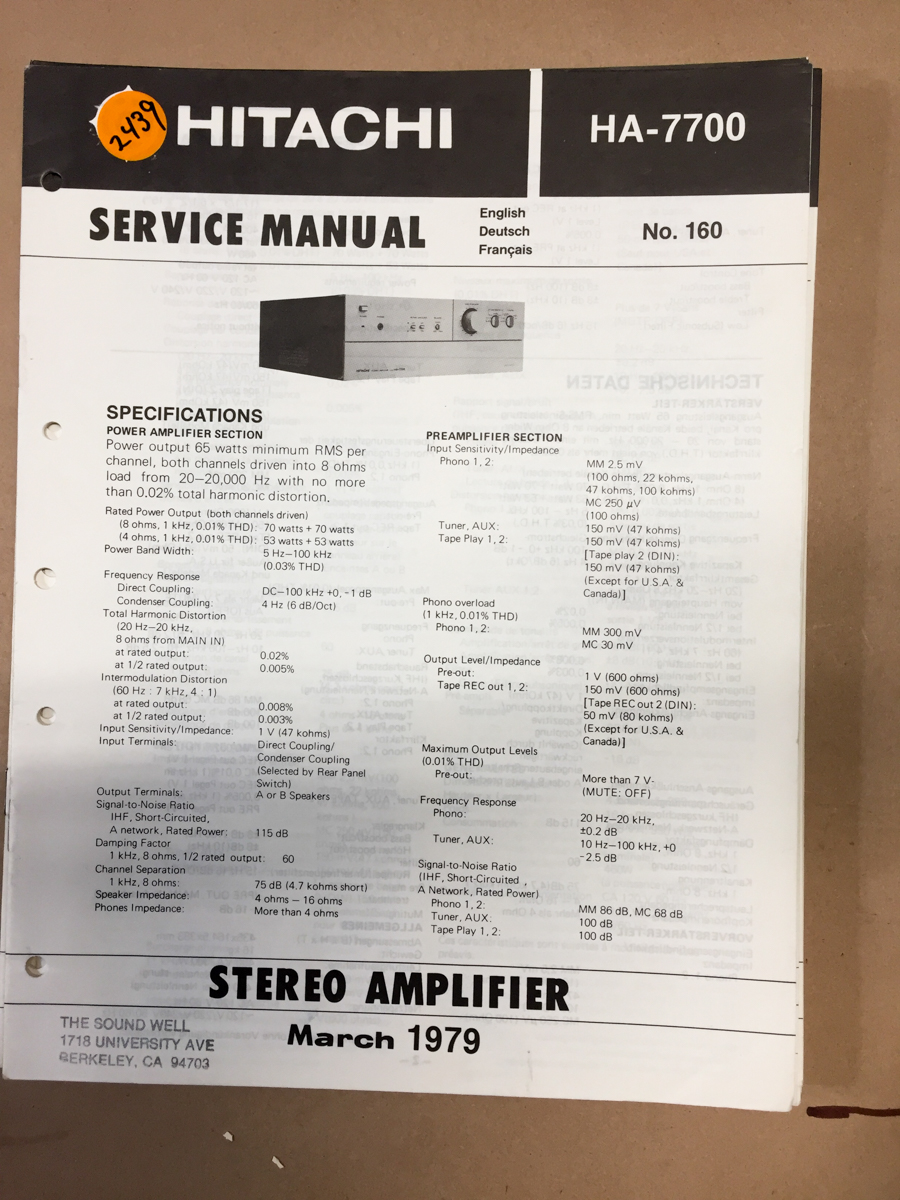 2439
HITACHI
HA-7700
SERVICE MANUAL
English
Deutsch
Français
No. 160
SPECIFICATIONS
POWER AMPLIFIER SECTION
Power output 65 watts minimum RMS per
channel, both channels driven into 8 ohms
load from 20–20,000 Hz with no more
than 0.02% total harmonic distortion.
Rated Power Output (both channels driven)
(8 ohms, 1 kHz, 0.01% THD): 70 watts + 70 watts
(4 ohms, 1 kHz, 0.01% THD): 53 watts + 53 watts
Power Band Width: 5 Hz–100 kHz
(0.03% THD)
Frequency Response
Direct Coupling: DC–100 kHz +0, -1 dB
Condenser Coupling: 4 Hz (6 dB/Oct)
Total Harmonic Distortion
(20 Hz–20 kHz,
8 ohms from MAIN IN)
at rated output: 0.02%
at 1/2 rated output: 0.005%
Intermodulation Distortion
(60 Hz : 7 kHz, 4 : 1)
at rated output: 0.008%
at 1/2 rated output: 0.003%
Input Sensitivity/Impedance: 1 V (47 kohms)
Input Terminals: Direct Coupling/
Condenser Coupling
(Selected by Rear Panel
Switch)
Output Terminals: A or B Speakers
Signal-to-Noise Ratio
IHF, Short-Circuited,
A network, Rated Power: 115 dB
Damping Factor
1 kHz, 8 ohms, 1/2 rated output: 60
Channel Separation
1 kHz, 8 ohms: 75 dB (4.7 kohms short)
Speaker Impedance: 4 ohms – 16 ohms
Phones Impedance: More than 4 ohms
PREAMPLIFIER SECTION
Input Sensitivity/Impedance
Phono 1, 2: MM 2.5 mV
(100 ohms, 22 kohms,
47 kohms, 100 kohms)
MC 250 μV
(100 ohms)
Tuner, AUX: 150 mV (47 kohms)
Tape Play 1, 2: 150 mV (47 kohms)
[Tape play 2 (DIN):
150 mV (47 kohms)
(Except for U.S.A. &
Canada)]
Phono overload
(1 kHz, 0.01% THD)
Phono 1, 2: MM 300 mV
MC 30 mV
Output Level/Impedance
Pre-out: 1 V (600 ohms)
Tape REC out 1, 2: 150 mV (600 ohms)
[Tape REC out 2 (DIN):
50 mV (80 kohms)
(Except for U.S.A. &
Canada)]
Maximum Output Levels
(0.01% THD)
Pre-out: More than 7 V-
(MUTE: OFF)
Frequency Response
Phono: 20 Hz–20 kHz,
±0.2 dB
Tuner, AUX: 10 Hz–100 kHz, +0
-2.5 dB
Signal-to-Noise Ratio
(IHF, Short-Circuited ,
A Network, Rated Power)
Phono 1, 2: MM 86 dB, MC 68 dB
Tuner, AUX: 100 dB
Tape Play 1, 2: 100 dB
STEREO AMPLIFIER
March 1979
THE SOUND WELL
1718 UNIVERSITY AVE
BERKELEY, CA 94703